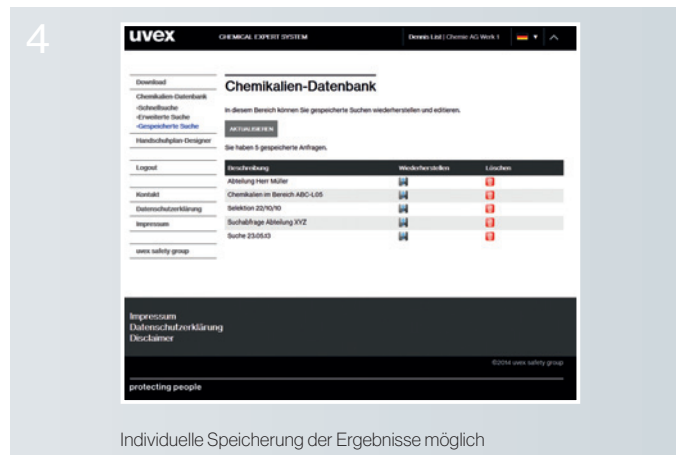 4
uvex CHEMICAL EXPERT SYSTEM Dennis List | Chemie AG Werk 1
Download
Chemikalien-Datenbank
-Schnellsuche
-Erweiterte Suche
-Gespeicherte Suche
Handschuhplan-Designer
Logout
Kontakt
Datenschutzerklärung
Impressum
uvex safety group
Chemikalien-Datenbank
In diesem Bereich können Sie gespeicherte Suchen wiederherstellen und editieren.
AKTUALISIEREN
Sie haben 5 gespeicherte Anfragen.
Beschreibung Wiederherstellen Löschen
Abteilung Herr Müller
Chemikalien im Bereich ABC-L05
Selektion 22/10/10
Suchabfrage Abteilung XYZ
Suche 23.05.13
Impressum
Datenschutzerklärung
Disclaimer
©2014 uvex safety group
protecting people
Individuelle Speicherung der Ergebnisse möglich